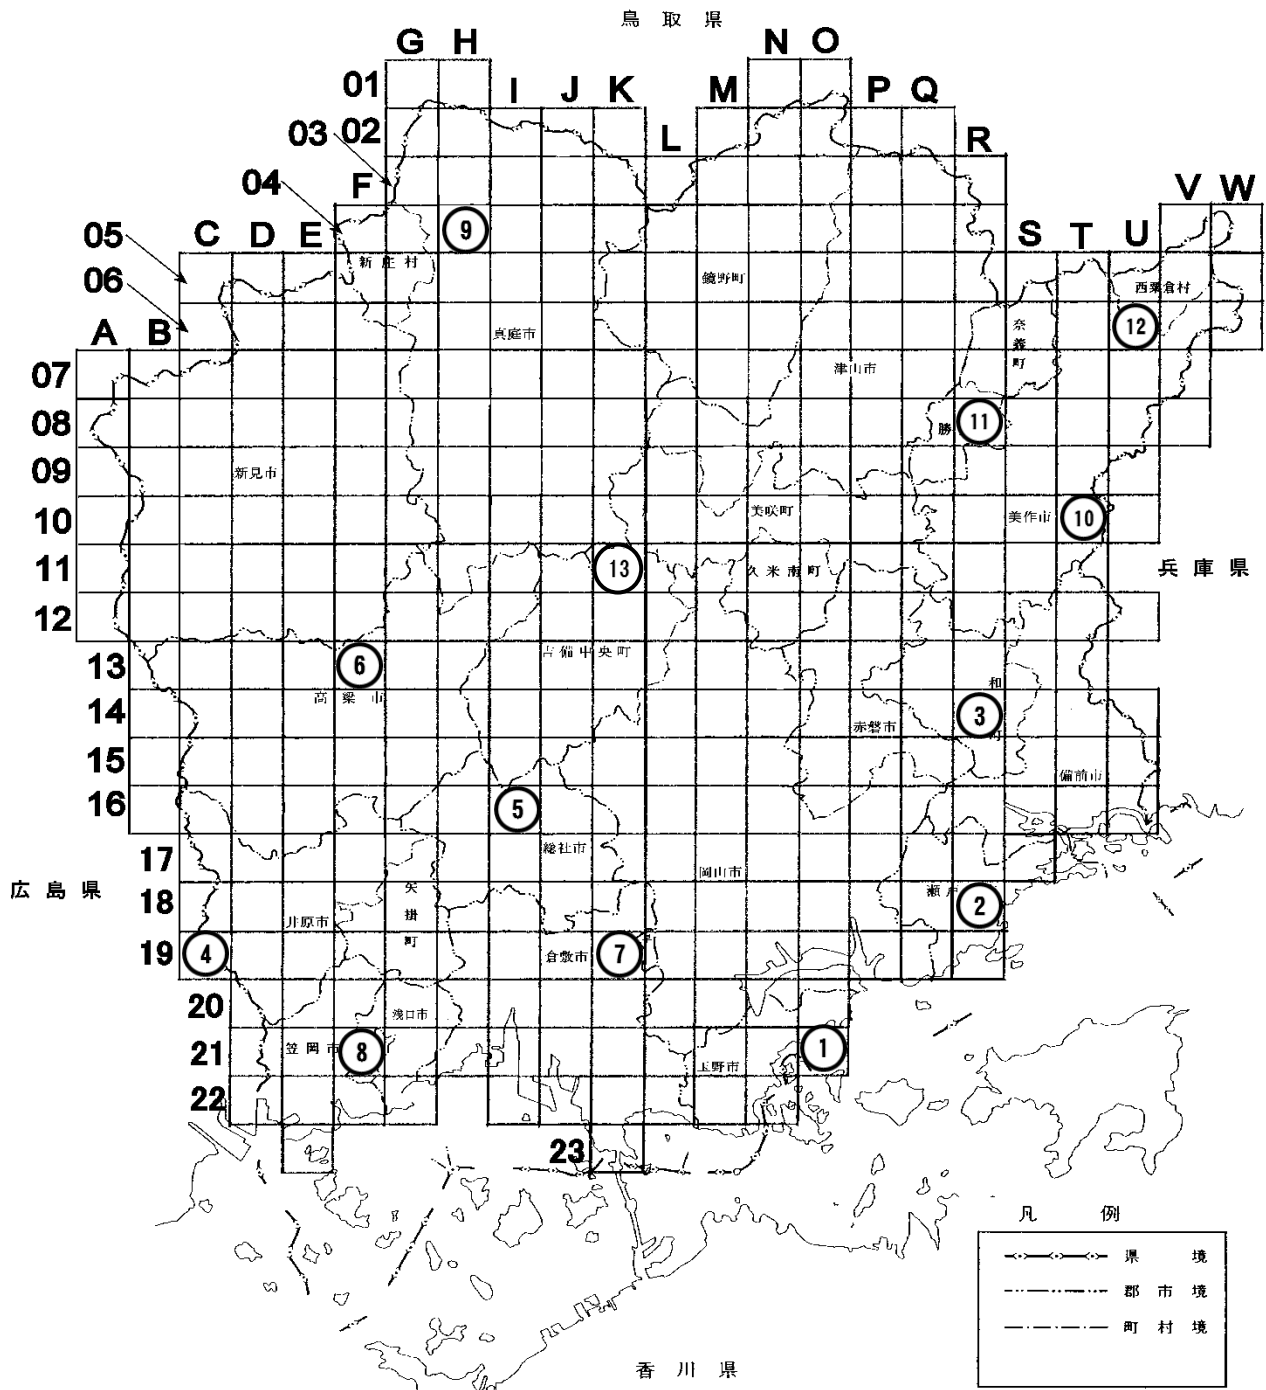 鳥取県
G H N O
01 I J K M P Q
03 02 L R
04 F V W
05 C D E 9 S T U
06 新庄村 鏡野町 西粟倉村
A B 真庭市 奈義町 12
07 津山市
08 勝 11
09 新見市
10 美咲町 美作市 10
11 13 久米南町 兵庫県
12
13 6 吉備中央町
14 高梁市 和 3 町 赤磐市
15 備前市
16 5
17 総社市 岡山市
広島県 18 井原市 矢掛町 瀬戸 2
19 4 倉敷市 7
20 浅口市
21 笠岡市 8 玉野市 1
22
23
凡例
県境
郡市境
町村境
香川県